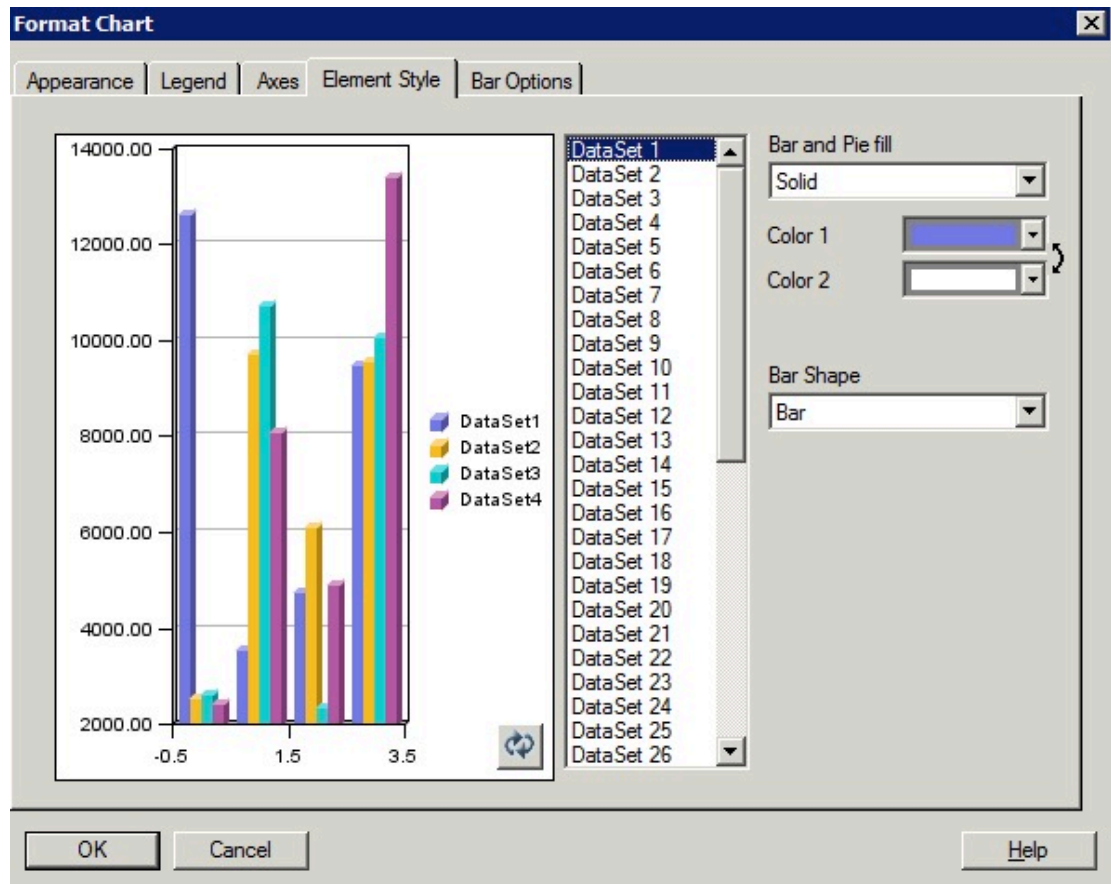 Format Chart
Appearance Legend Axes Element Style Bar Options
14000.00
12000.00
10000.00
8000.00
6000.00
4000.00
2000.00
-0.5 1.5 3.5
DataSet1
DataSet2
DataSet3
DataSet4
DataSet 1
DataSet 2
DataSet 3
DataSet 4
DataSet 5
DataSet 6
DataSet 7
DataSet 8
DataSet 9
DataSet 10
DataSet 11
DataSet 12
DataSet 13
DataSet 14
DataSet 15
DataSet 16
DataSet 17
DataSet 18
DataSet 19
DataSet 20
DataSet 21
DataSet 22
DataSet 23
DataSet 24
DataSet 25
DataSet 26
Bar and Pie fill
Solid
Color 1
Color 2
Bar Shape
Bar
OK Cancel Help